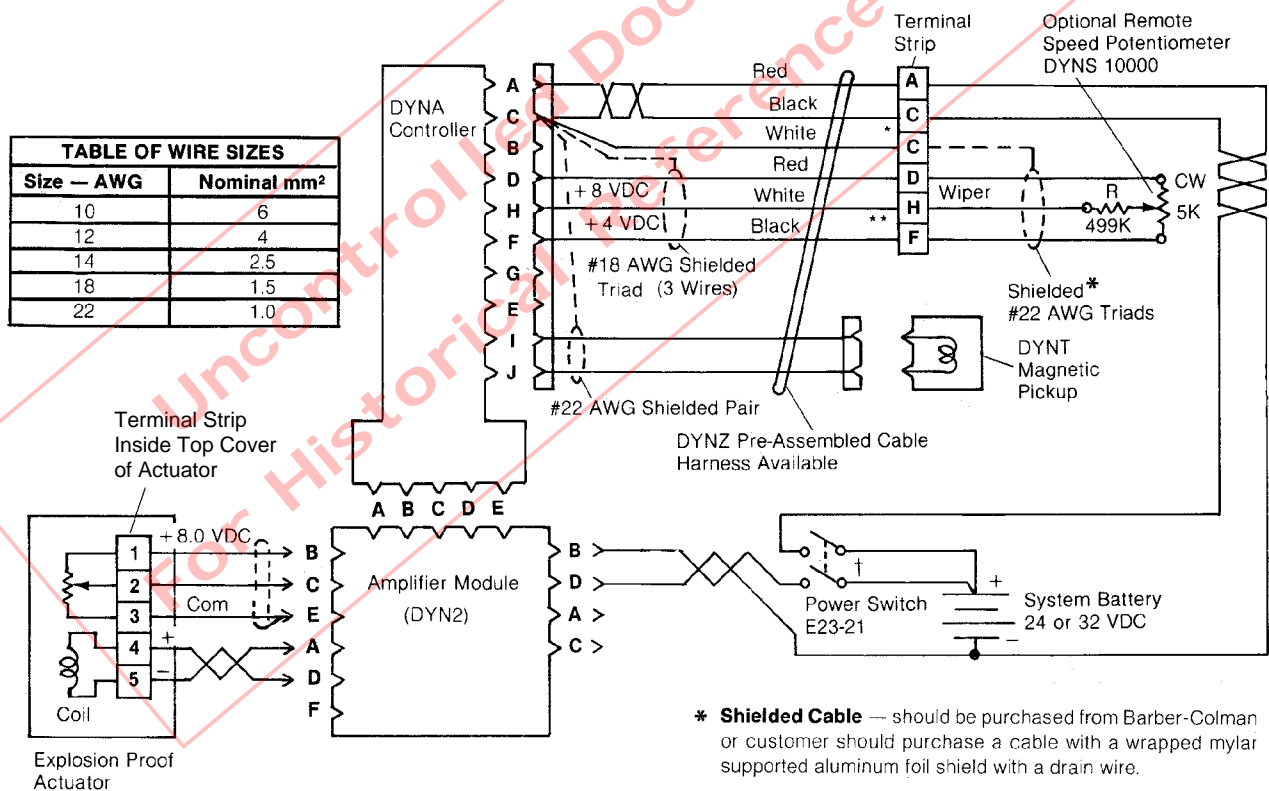 Uncontrolled Doc
For Historical Reference
TABLE OF WIRE SIZES
Size — AWG Nominal mm²
10 6
12 4
14 2.5
18 1.5
22 1.0
DYNA
Controller
A
C
B
D
H
F
G
E
I
J
Red
Black
White
Red
+ 8 VDC
White
+ 4 VDC
Black
*
**
#18 AWG Shielded
Triad (3 Wires)
#22 AWG Shielded Pair
Terminal
Strip
A
C
C
D
H
F
Wiper
Optional Remote
Speed Potentiometer
DYNS 10000
R
499K
CW
5K
Shielded*
#22 AWG Triads
DYNT
Magnetic
Pickup
DYNZ Pre-Assembled Cable
Harness Available
Terminal Strip
Inside Top Cover
of Actuator
A B C D E
1
2
3
4
5
+ 8.0 VDC
Com
+
–
Coil
Explosion Proof
Actuator
B
C
E
A
D
F
Amplifier Module
(DYN2)
B
D
A
C
†
Power Switch
E23-21
+
–
System Battery
24 or 32 VDC
* Shielded Cable — should be purchased from Barber-Colman
or customer should purchase a cable with a wrapped mylar
supported aluminum foil shield with a drain wire.